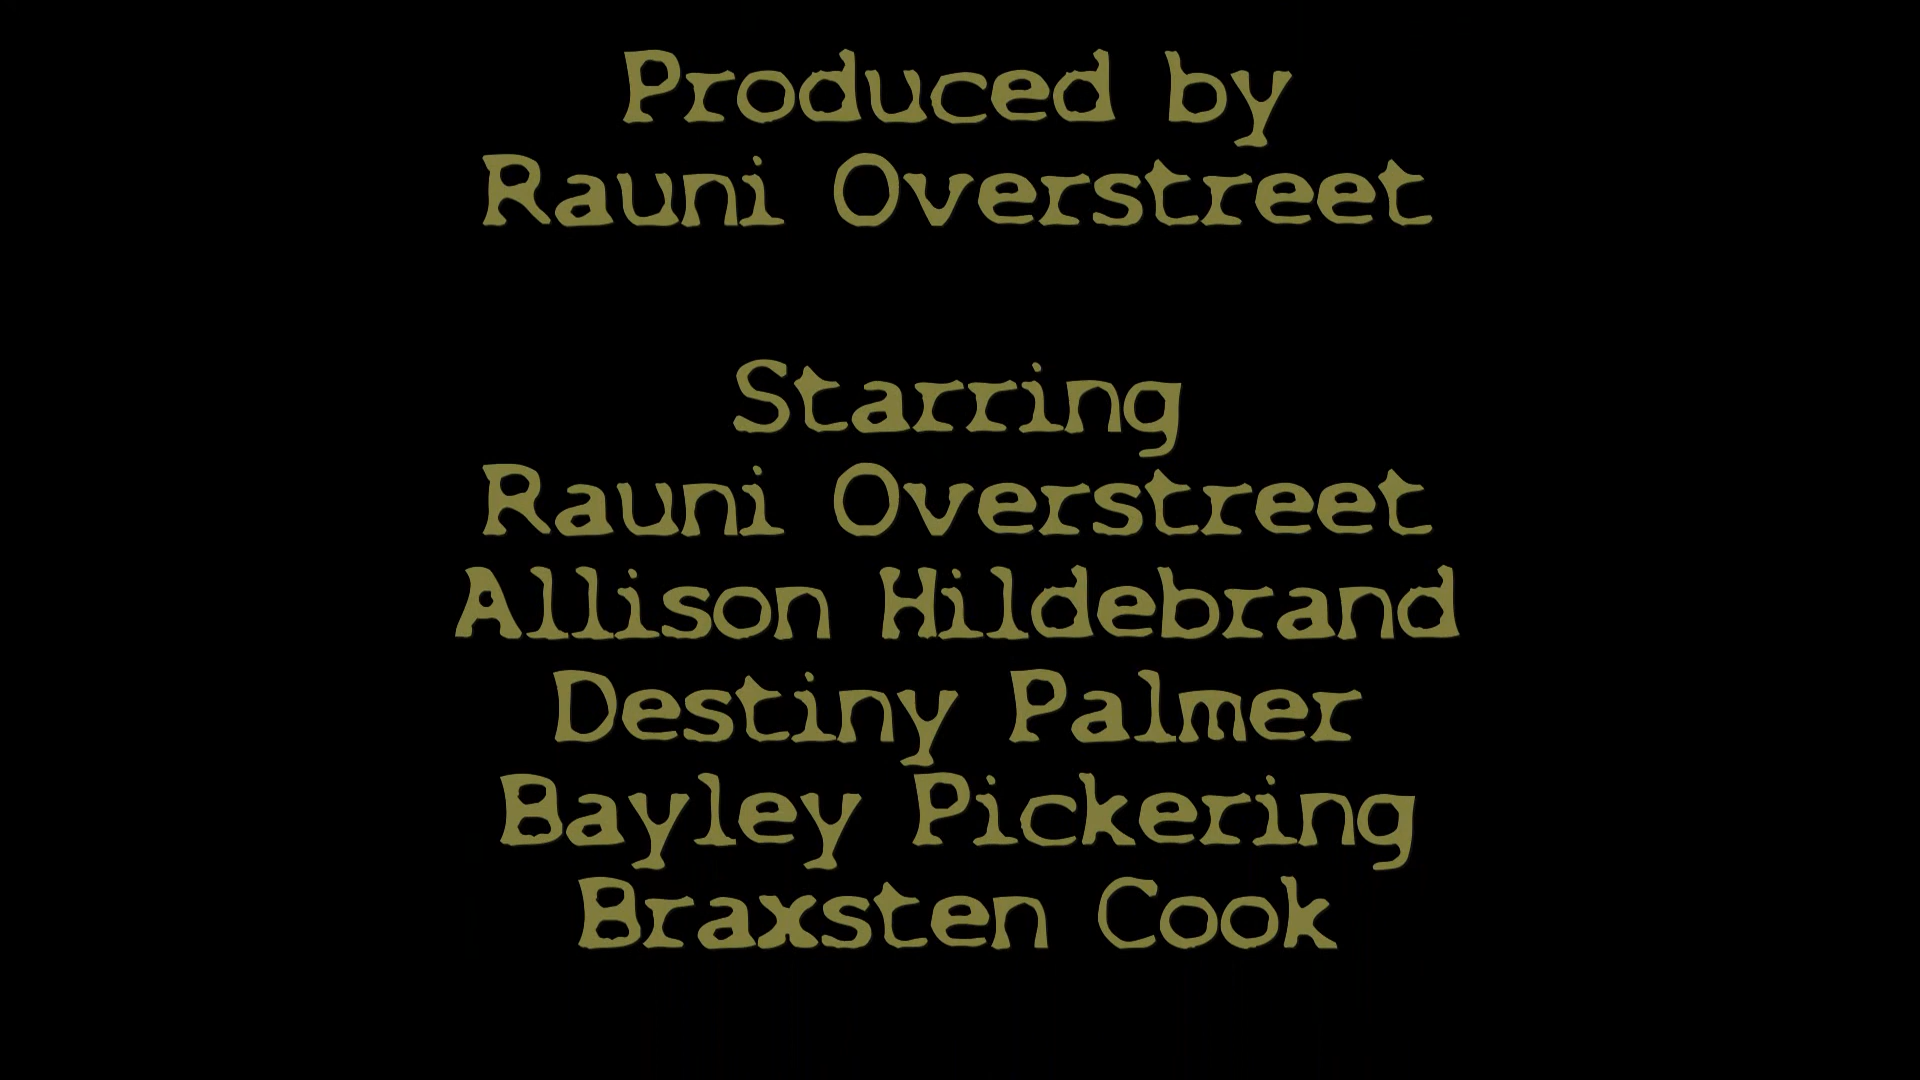 Produced by
Rauni Overstreet
Starring
Rauni Overstreet
Allison Hildebrand
Destiny Palmer
Bayley Pickering
Braxsten Cook